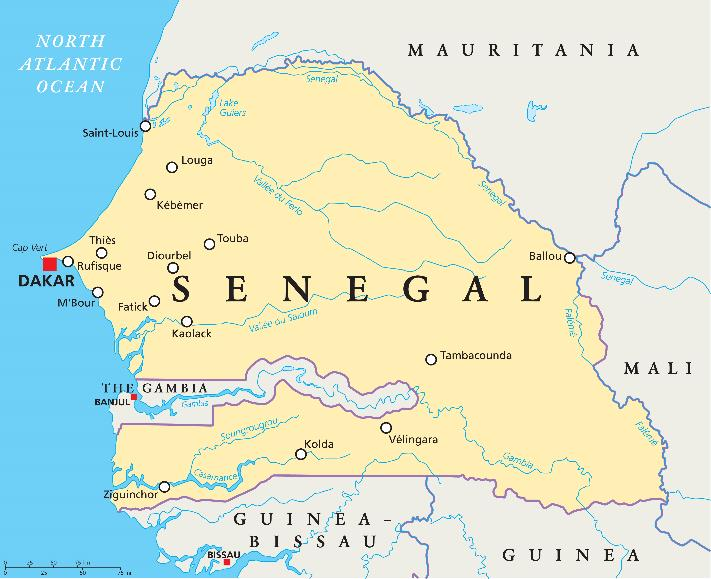 NORTH
ATLANTIC
OCEAN
MAURITANIA
Senegal
Lake
Guiers
Saint-Louis
Louga
Vallée du Ferlo
Senegal
Kébémer
Touba
Thiès
Cap Vert
Diourbel
Ballou
Rufisque
DAKAR
Senegal
SENEGAL
M'Bour
Fatick
Vallée du Saloum
Falémé
Kaolack
Tambacounda
MALI
THE GAMBIA
BANJUL
Gambia
Falémé
Kolda
Vélingara
Gambia
Casamance
Ziguinchor
GUINEA-
BISSAU
BISSAU
GUINEA